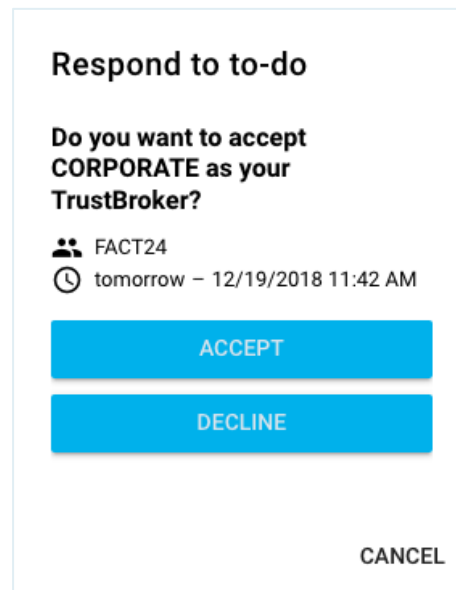 Respond to to-do
Do you want to accept
CORPORATE as your
TrustBroker?
FACT24
tomorrow – 12/19/2018 11:42 AM
ACCEPT
DECLINE
CANCEL